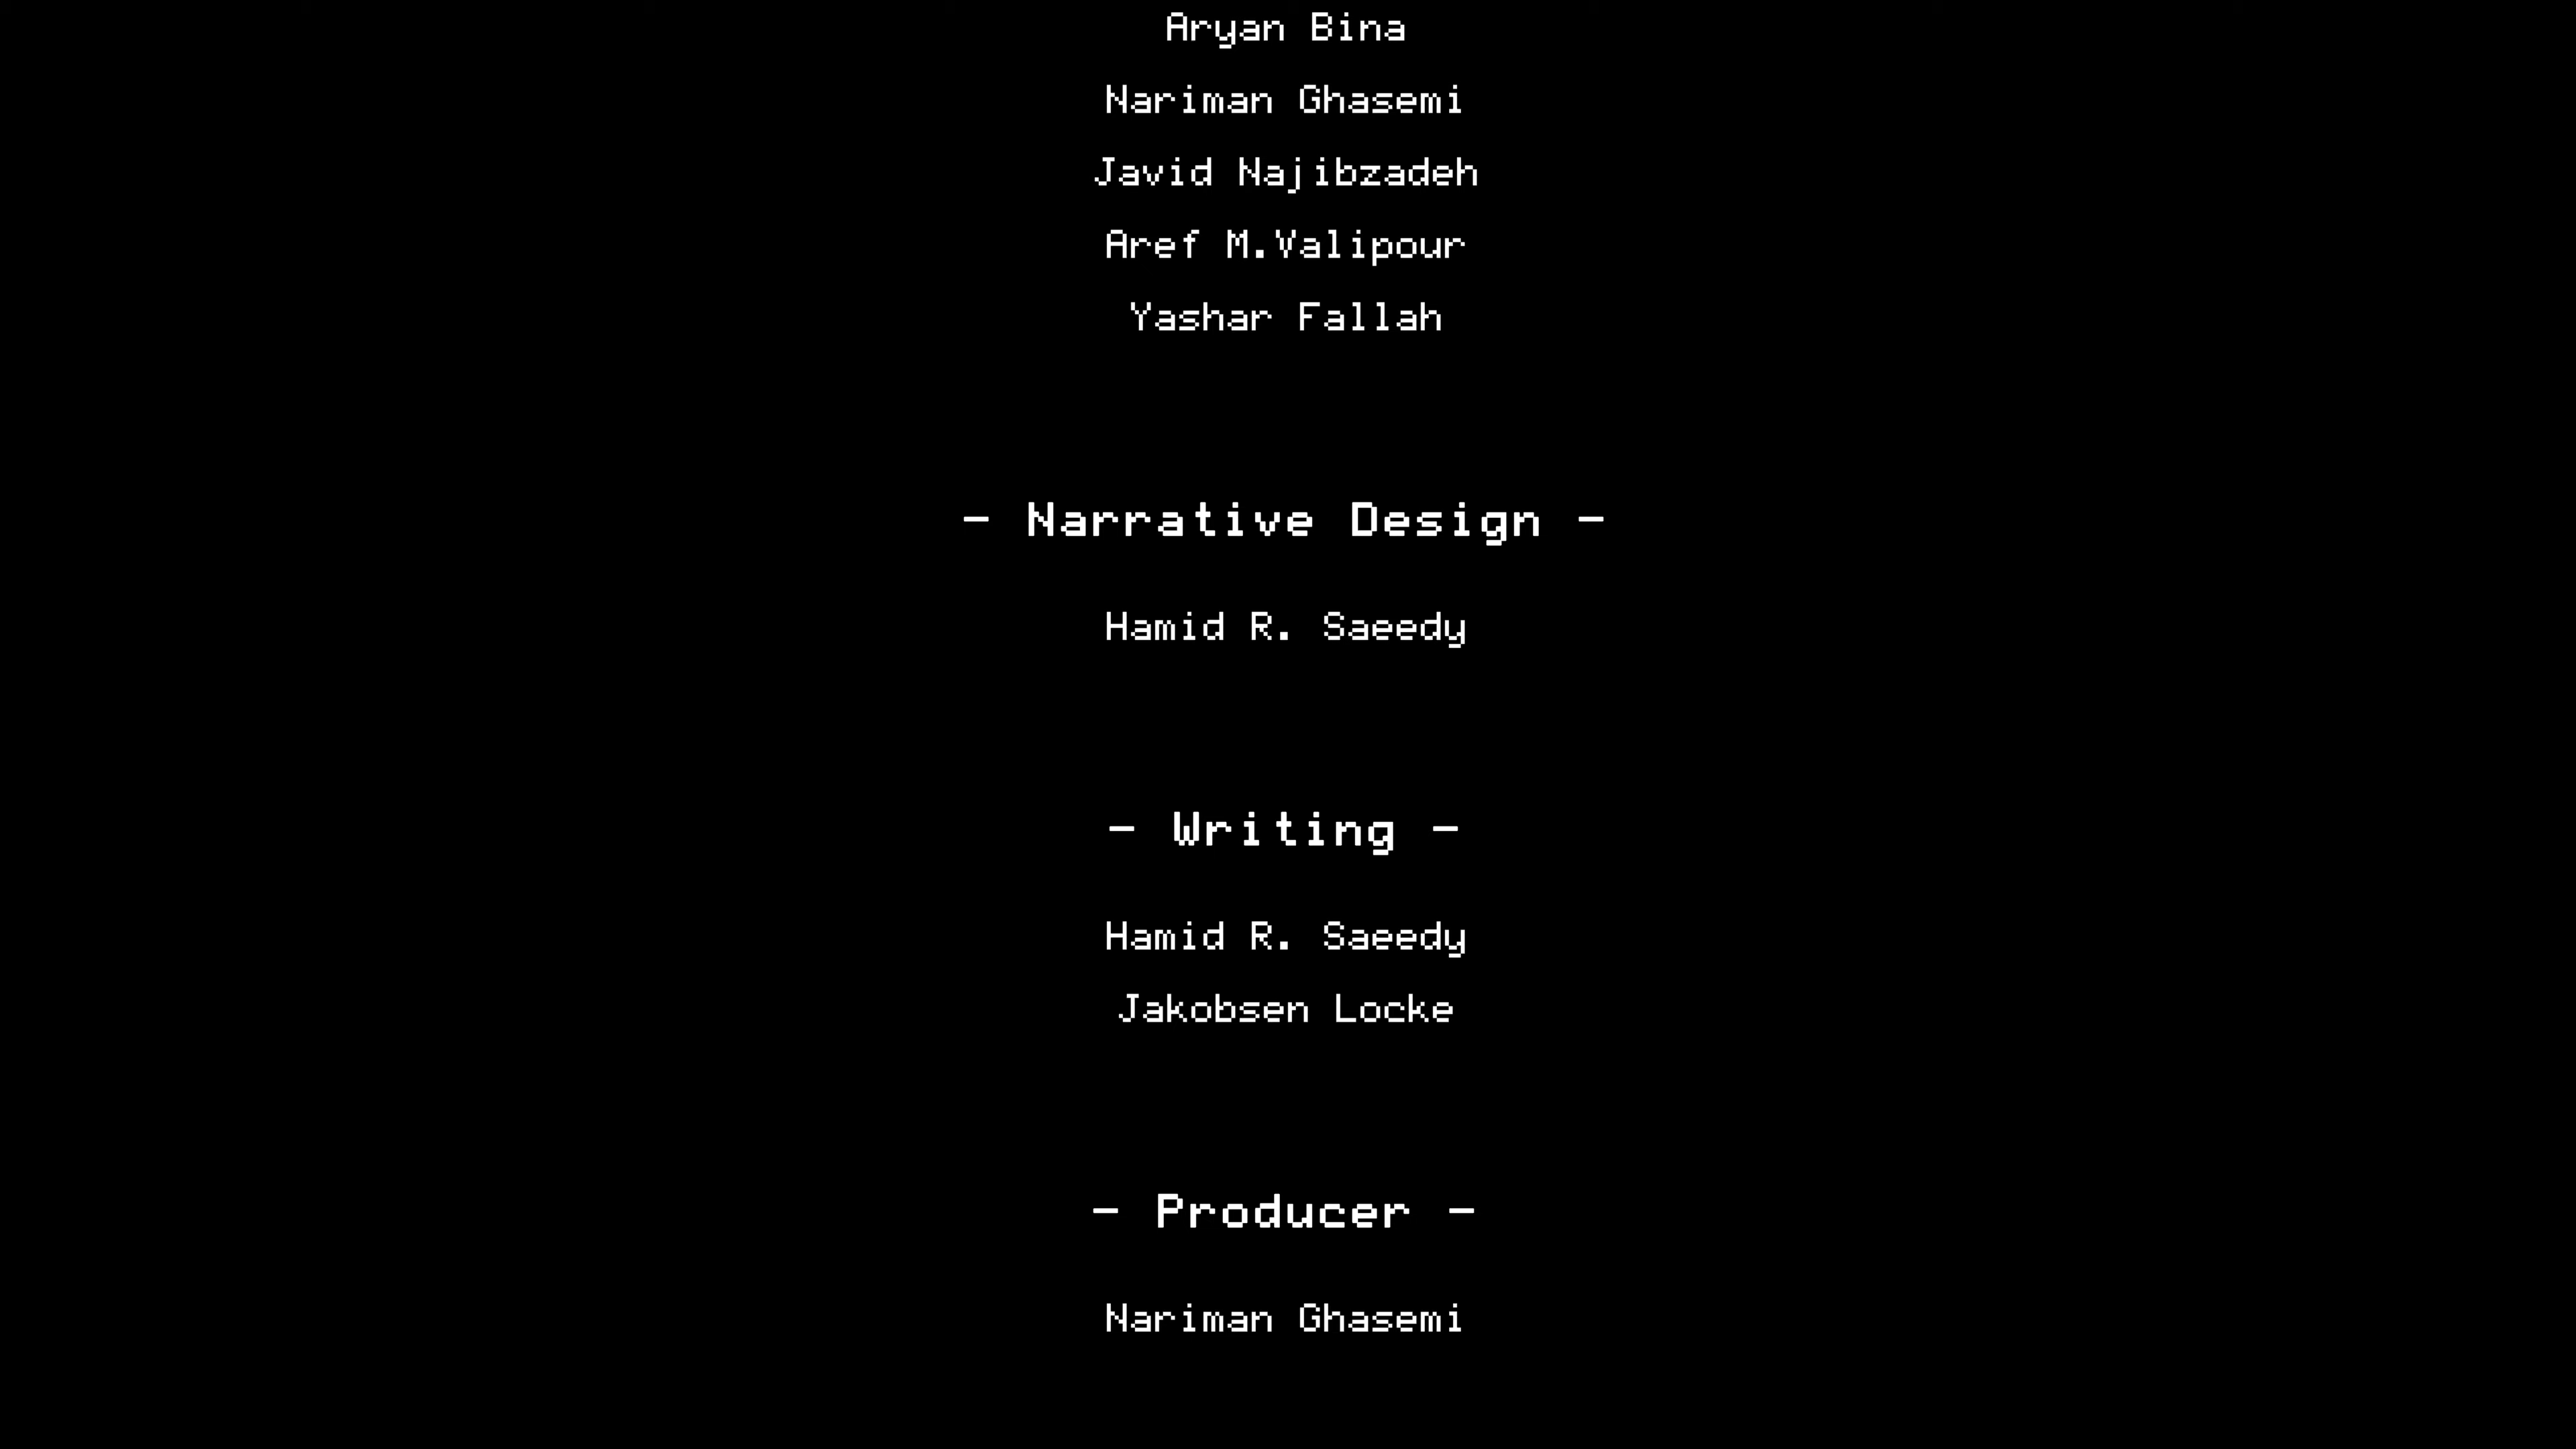 Aryan Bina
Nariman Ghasemi
Javid Najibzadeh
Aref M.Valipour
Yashar Fallah
- Narrative Design -
Hamid R. Saeedy
- Writing -
Hamid R. Saeedy
Jakobsen Locke
- Producer -
Nariman Ghasemi